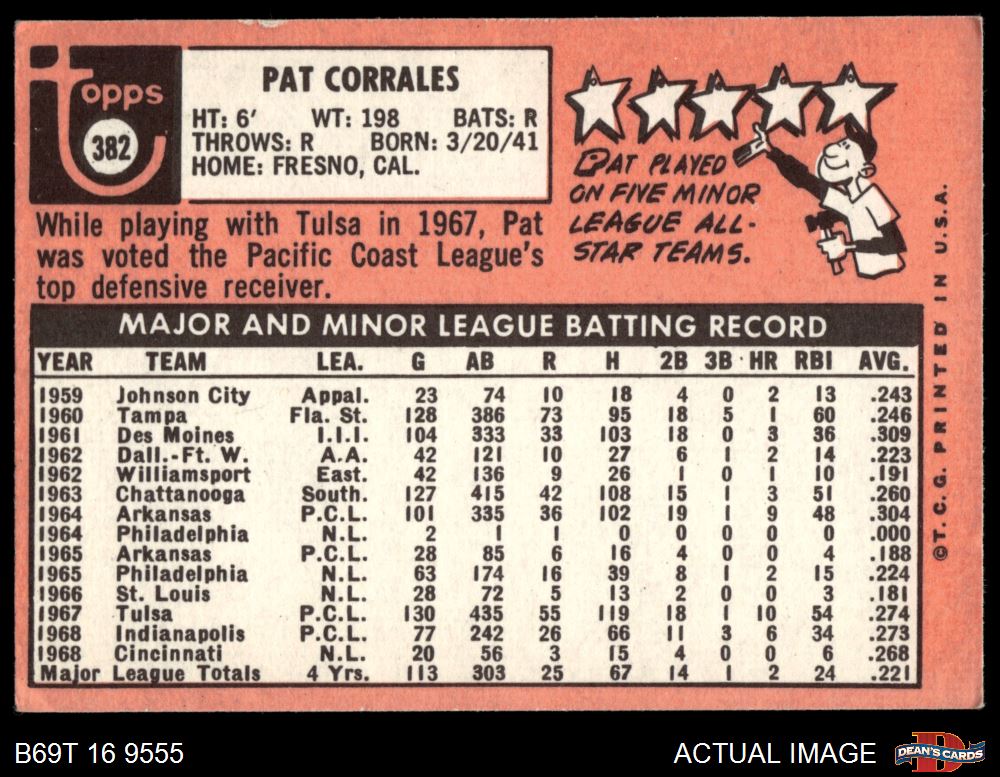 Topps
382
PAT CORRALES
HT: 6' WT: 198 BATS: R
THROWS: R BORN: 3/20/41
HOME: FRESNO, CAL.
While playing with Tulsa in 1967, Pat
was voted the Pacific Coast League's
top defensive receiver.
PAT PLAYED
ON FIVE MINOR
LEAGUE ALL-
STAR TEAMS.
MAJOR AND MINOR LEAGUE BATTING RECORD
YEAR TEAM LEA. G AB R H 2B 3B HR RBI AVG.
1959 Johnson City Appal. 23 74 10 18 4 0 2 13 .243
1960 Tampa Fla. St. 128 386 73 95 18 5 1 60 .246
1961 Des Moines I.I.I. 104 333 33 103 18 0 3 36 .309
1962 Dall.-Ft. W. A.A. 42 121 10 27 6 1 2 14 .223
1962 Williamsport East. 42 136 9 26 1 0 1 10 .191
1963 Chattanooga South. 127 415 42 108 15 1 3 51 .260
1964 Arkansas P.C.L. 101 335 36 102 19 1 9 48 .304
1964 Philadelphia N.L. 2 1 1 0 0 0 0 0 .000
1965 Arkansas P.C.L. 28 85 6 16 4 0 0 4 .188
1965 Philadelphia N.L. 63 174 16 39 8 1 2 15 .224
1966 St. Louis N.L. 28 72 5 13 2 0 0 3 .181
1967 Tulsa P.C.L. 130 435 55 119 18 1 10 54 .274
1968 Indianapolis P.C.L. 77 242 26 66 11 3 6 34 .273
1968 Cincinnati N.L. 20 56 3 15 4 0 0 6 .268
Major League Totals 4 Yrs. 113 303 25 67 14 1 2 24 .221
©T. C. G. PRINTED IN U.S.A.
B69T 16 9555
ACTUAL IMAGE
DEAN'S CARDS